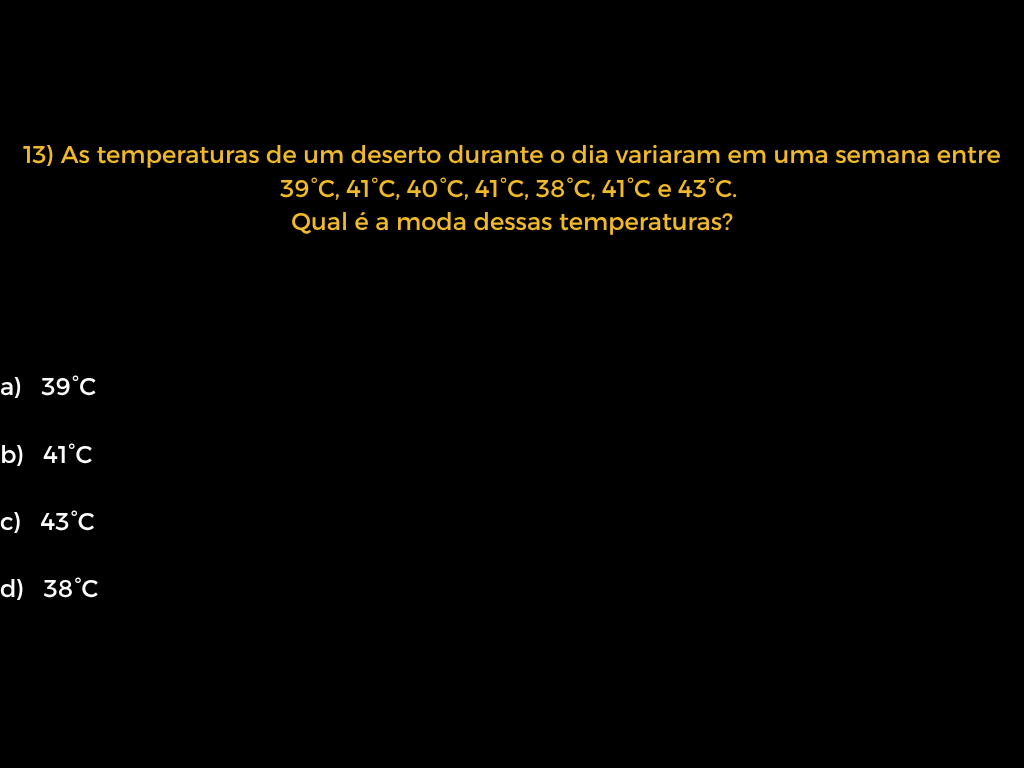 13) As temperaturas de um deserto durante o dia variaram em uma semana entre
39°C, 41°C, 40°C, 41°C, 38°C, 41°C e 43°C.
Qual é a moda dessas temperaturas?
a) 39°C
b) 41°C
c) 43°C
d) 38°C